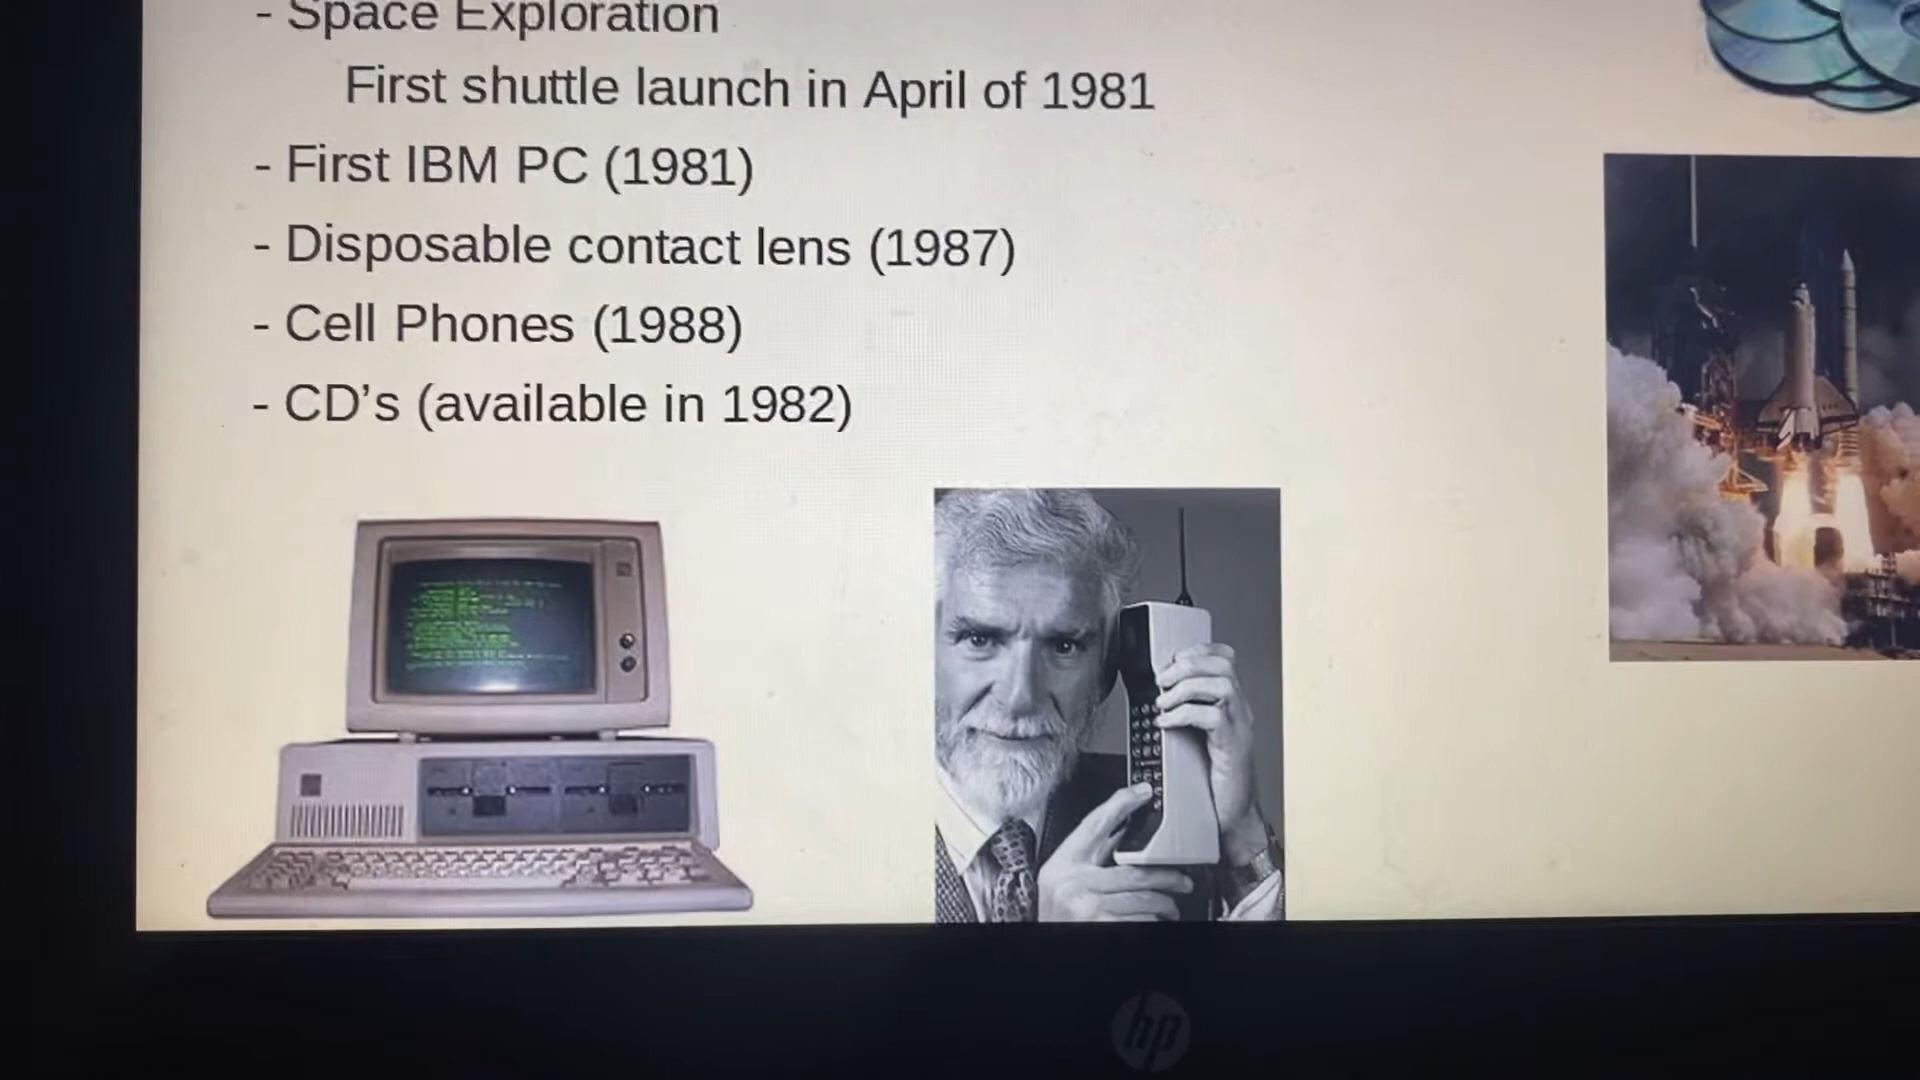 - Space Exploration
First shuttle launch in April of 1981
- First IBM PC (1981)
- Disposable contact lens (1987)
- Cell Phones (1988)
- CD’s (available in 1982)
hp